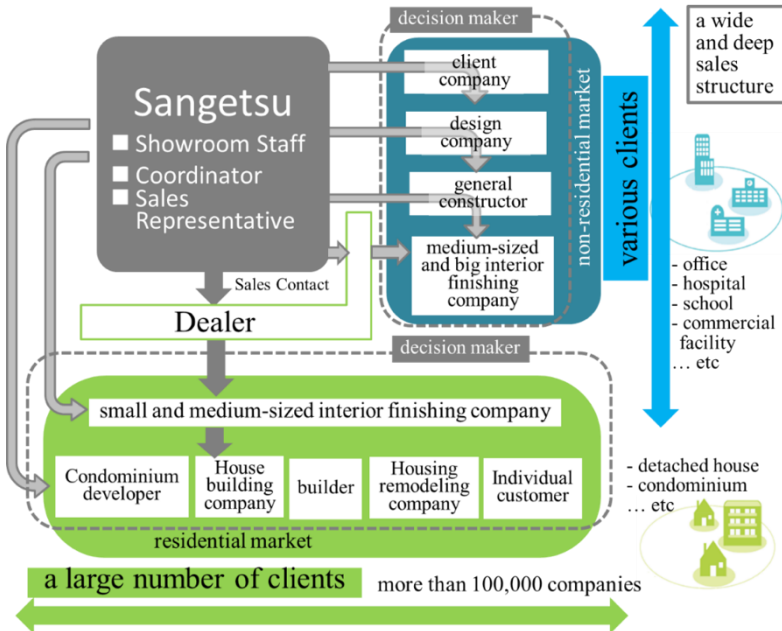 decision maker
a wide
and deep
sales
structure
Sangetsu
Showroom Staff
Coordinator
Sales
Representative
client
company
design
company
general
constructor
medium-sized
and big interior
finishing
company
non-residential market
various clients
- office
- hospital
- school
- commercial
facility
... etc
Sales Contact
Dealer
decision maker
small and medium-sized interior finishing company
Condominium
developer
House
building
company
builder
Housing
remodeling
company
Individual
customer
residential market
- detached house
- condominium
... etc
a large number of clients
more than 100,000 companies